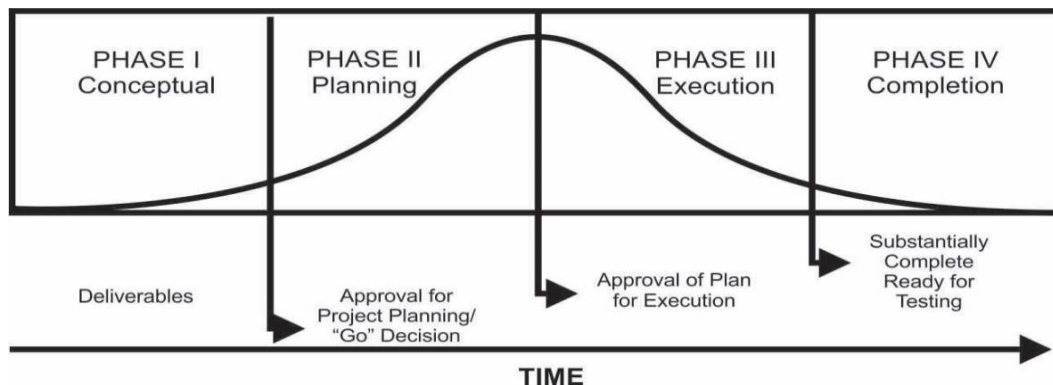 PHASE I
Conceptual
PHASE II
Planning
PHASE III
Execution
PHASE IV
Completion
Deliverables
Approval for
Project Planning/
“Go” Decision
Approval of Plan
for Execution
Substantially
Complete
Ready for
Testing
TIME